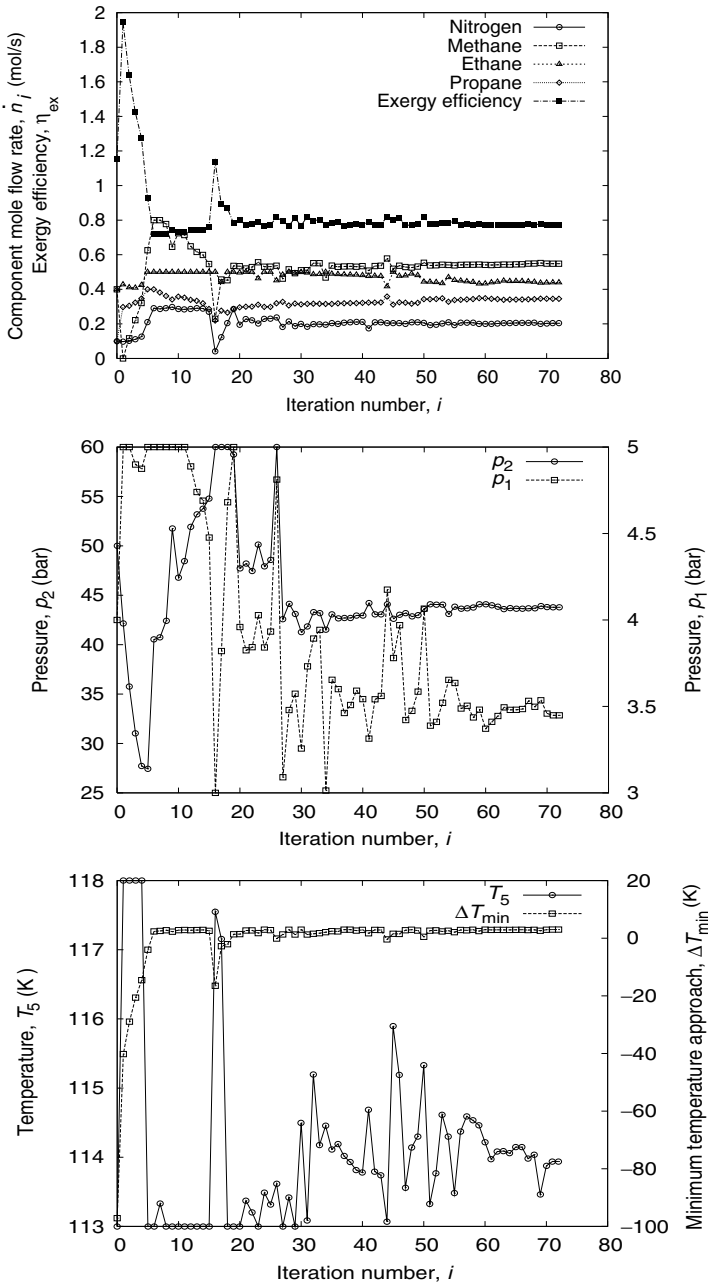 Component mole flow rate, ṅ i (mol/s)
Exergy efficiency, ηex
2
1.8
1.6
1.4
1.2
1
0.8
0.6
0.4
0.2
0
Nitrogen
Methane
Ethane
Propane
Exergy efficiency
0 10 20 30 40 50 60 70 80
Iteration number, i
Pressure, p2 (bar)
60
55
50
45
40
35
30
25
p2
p1
5
4.5
4
3.5
3
Pressure, p1 (bar)
0 10 20 30 40 50 60 70 80
Iteration number, i
Temperature, T5 (K)
118
117
116
115
114
113
T5
ΔTmin
20
0
−20
−40
−60
−80
−100
Minimum temperature approach, ΔTmin (K)
0 10 20 30 40 50 60 70 80
Iteration number, i